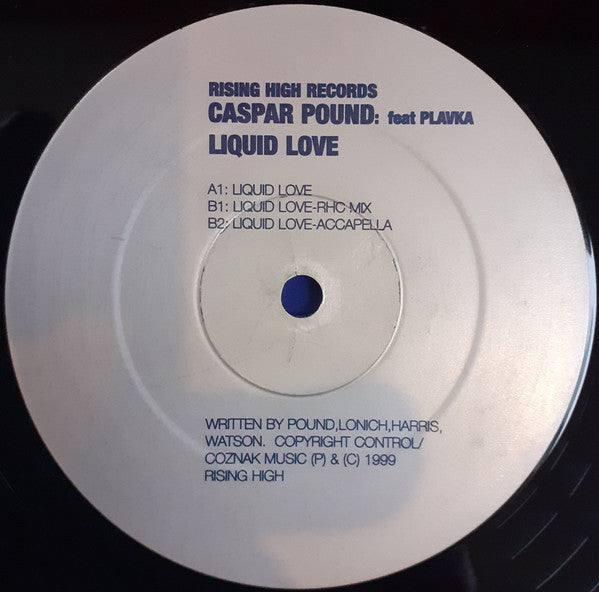 RISING HIGH RECORDS
CASPAR POUND: feat PLAVKA
LIQUID LOVE
A1: LIQUID LOVE
B1: LIQUID LOVE-RHC MIX
B2: LIQUID LOVE-ACCAPELLA
WRITTEN BY POUND,LONICH,HARRIS,
WATSON. COPYRIGHT CONTROL/
COZNAK MUSIC (P) & (C) 1999
RISING HIGH